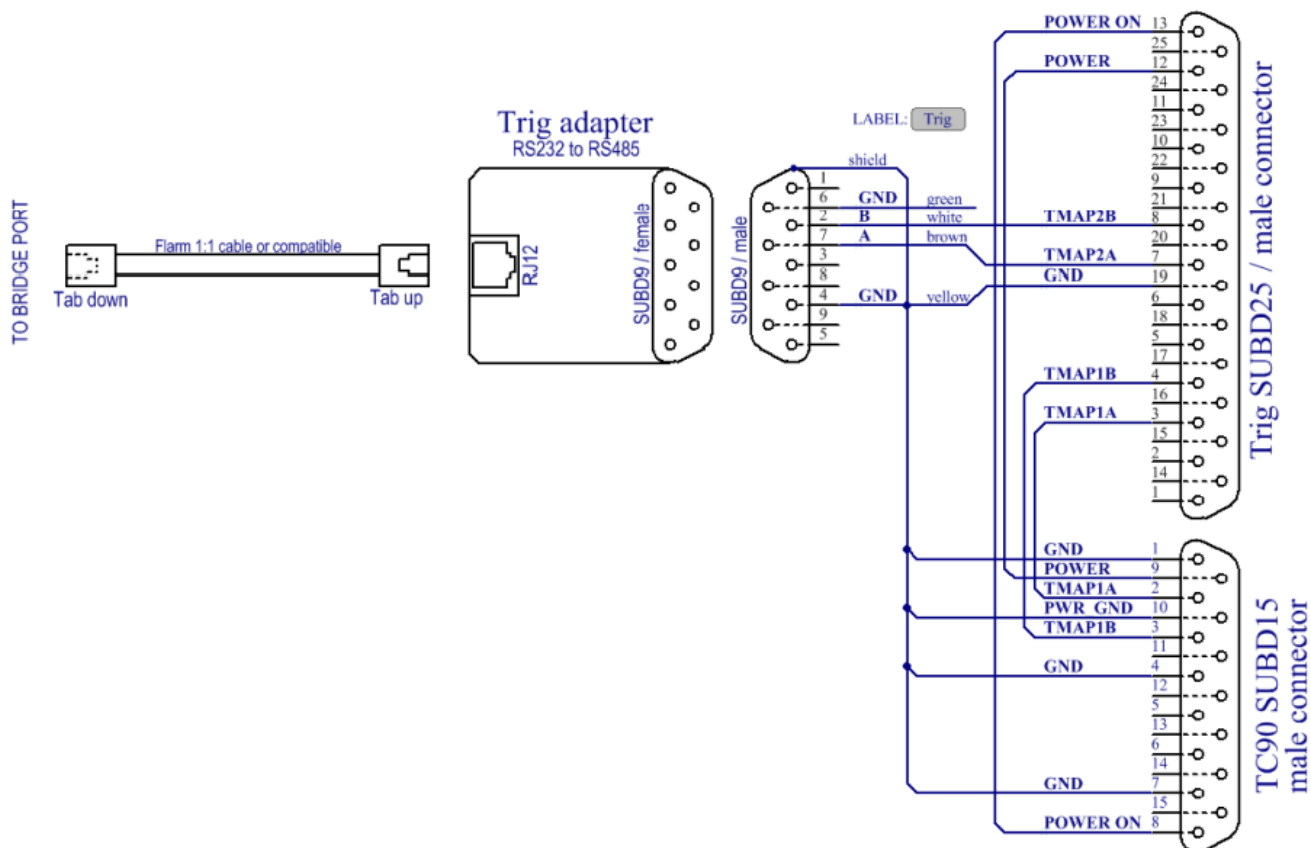 TO BRIDGE PORT
Flarm 1:1 cable or compatible
Tab down
Tab up
Trig adapter
RS232 to RS485
RJ12
SUBD9 / female
SUBD9 / male
LABEL: Trig
shield
1
6 GND green
2 B white
7 A brown
3
8
4 GND yellow
9
5
POWER ON 13
25
POWER 12
24
11
23
10
22
9
21
TMAP2B 8
20
TMAP2A 7
GND 19
6
18
5
17
TMAP1B 4
16
TMAP1A 3
15
2
14
1
Trig SUBD25 / male connector
GND 1
POWER 9
TMAP1A 2
PWR GND 10
TMAP1B 3
11
GND 4
12
5
13
6
14
GND 7
15
POWER ON 8
TC90 SUBD15
male connector